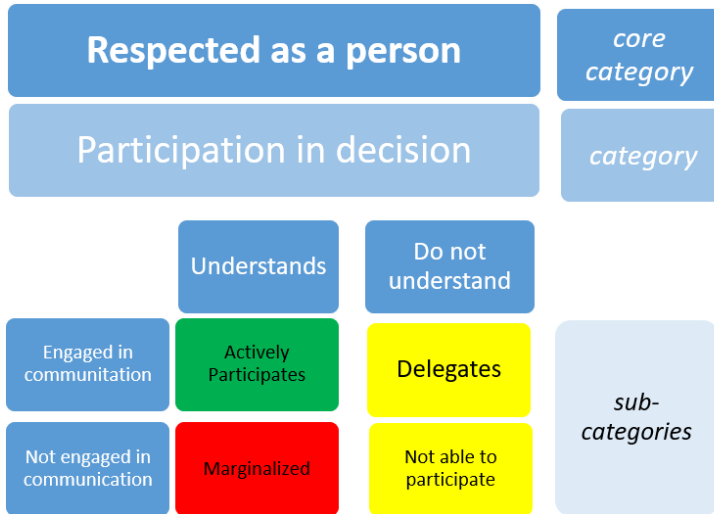 Respected as a person
core
category
Participation in decision
category
Understands
Do not
understand
Engaged in
communitation
Actively
Participates
Delegates
sub-
categories
Not engaged in
communication
Marginalized
Not able to
participate